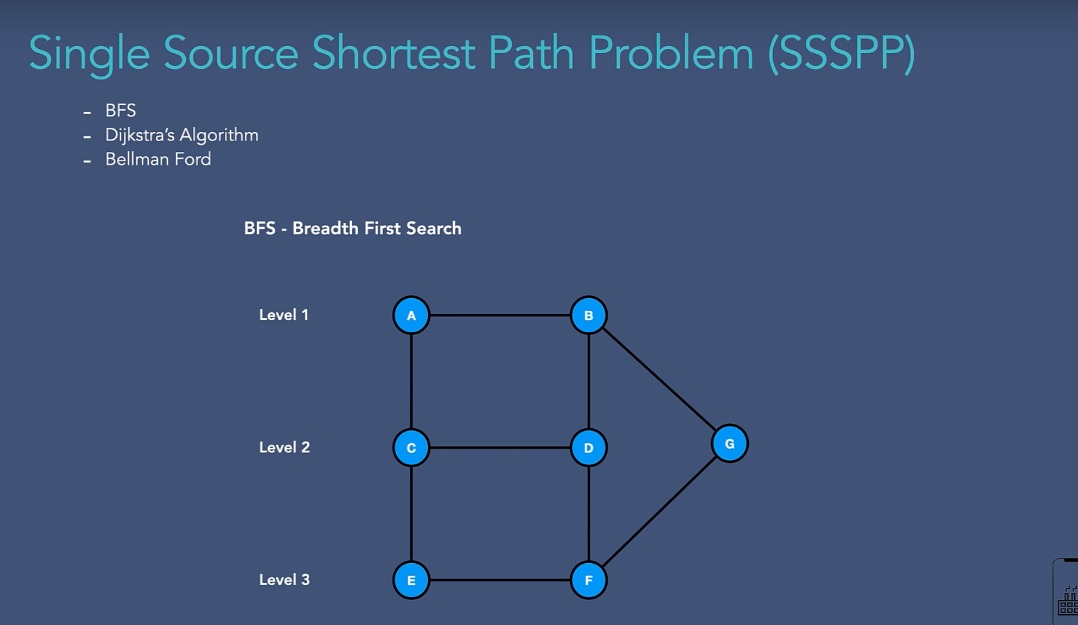 Single Source Shortest Path Problem (SSSPP)
- BFS
- Dijkstra's Algorithm
- Bellman Ford
BFS - Breadth First Search
Level 1
A
B
Level 2
C
D
G
Level 3
E
F